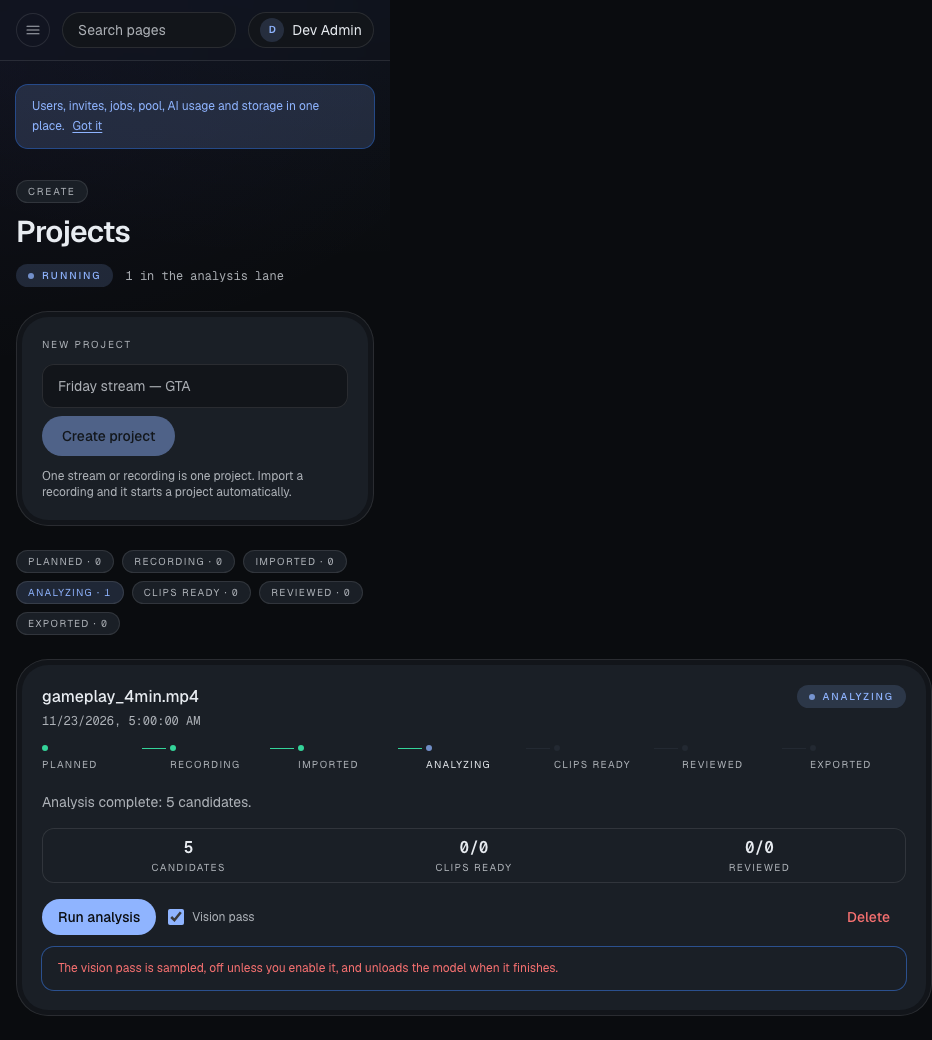 Search pages
D Dev Admin
Users, invites, jobs, pool, AI usage and storage in one
place. Got it
CREATE
Projects
RUNNING 1 in the analysis lane
NEW PROJECT
Friday stream — GTA
Create project
One stream or recording is one project. Import a
recording and it starts a project automatically.
PLANNED · 0 RECORDING · 0 IMPORTED · 0
ANALYZING · 1 CLIPS READY · 0 REVIEWED · 0
EXPORTED · 0
gameplay_4min.mp4 ANALYZING
11/23/2026, 5:00:00 AM
PLANNED RECORDING IMPORTED ANALYZING CLIPS READY REVIEWED EXPORTED
Analysis complete: 5 candidates.
5 0/0 0/0
CANDIDATES CLIPS READY REVIEWED
Run analysis Vision pass Delete
The vision pass is sampled, off unless you enable it, and unloads the model when it finishes.